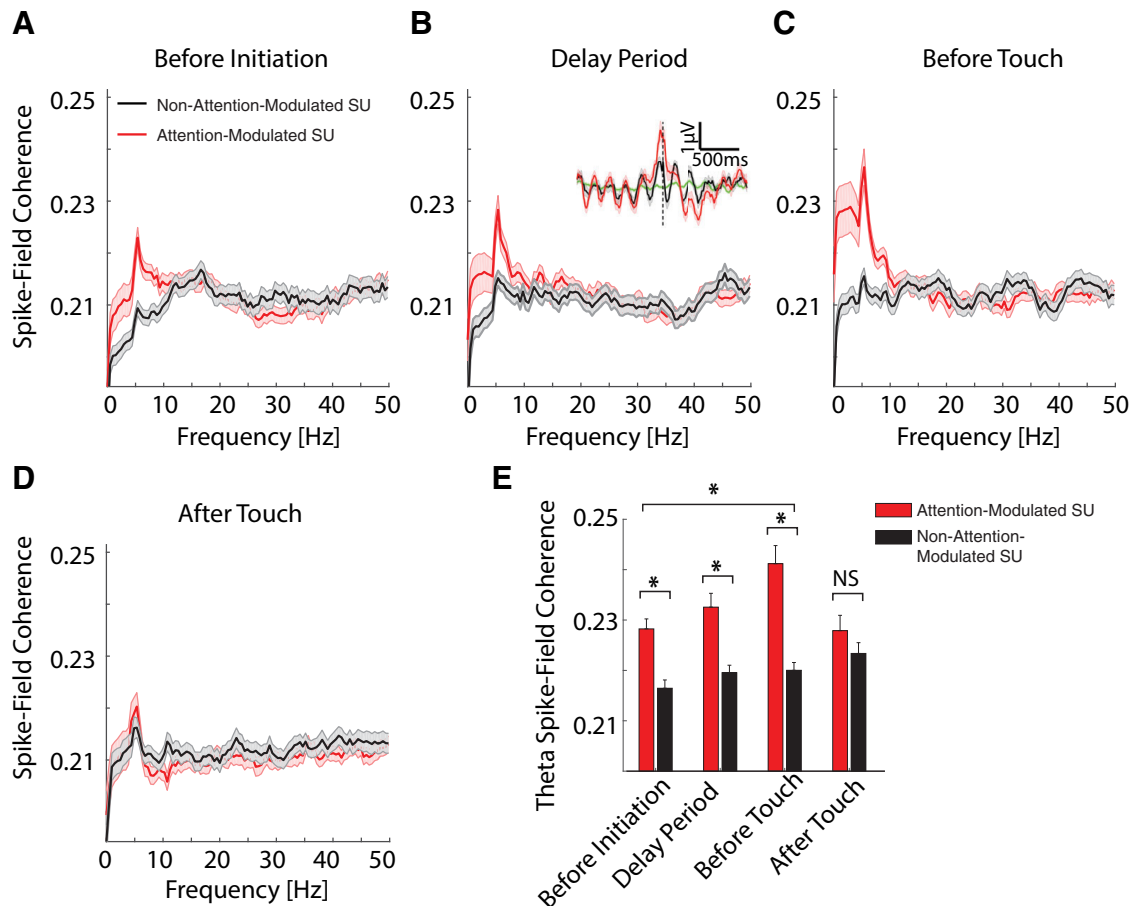 A
Before Initiation
Spike-Field Coherence
0.25
0.23
0.21
Non-Attention-Modulated SU
Attention-Modulated SU
0 10 20 30 40 50
Frequency [Hz]
B
Delay Period
1µV
500ms
0.25
0.23
0.21
0 10 20 30 40 50
Frequency [Hz]
C
Before Touch
0.25
0.23
0.21
0 10 20 30 40 50
Frequency [Hz]
D
After Touch
Spike-Field Coherence
0.25
0.23
0.21
0 10 20 30 40 50
Frequency [Hz]
E
Theta Spike-Field Coherence
0.25
0.23
0.21
*
*
*
*
NS
Attention-Modulated SU
Non-Attention-
Modulated SU
Before Initiation
Delay Period
Before Touch
After Touch